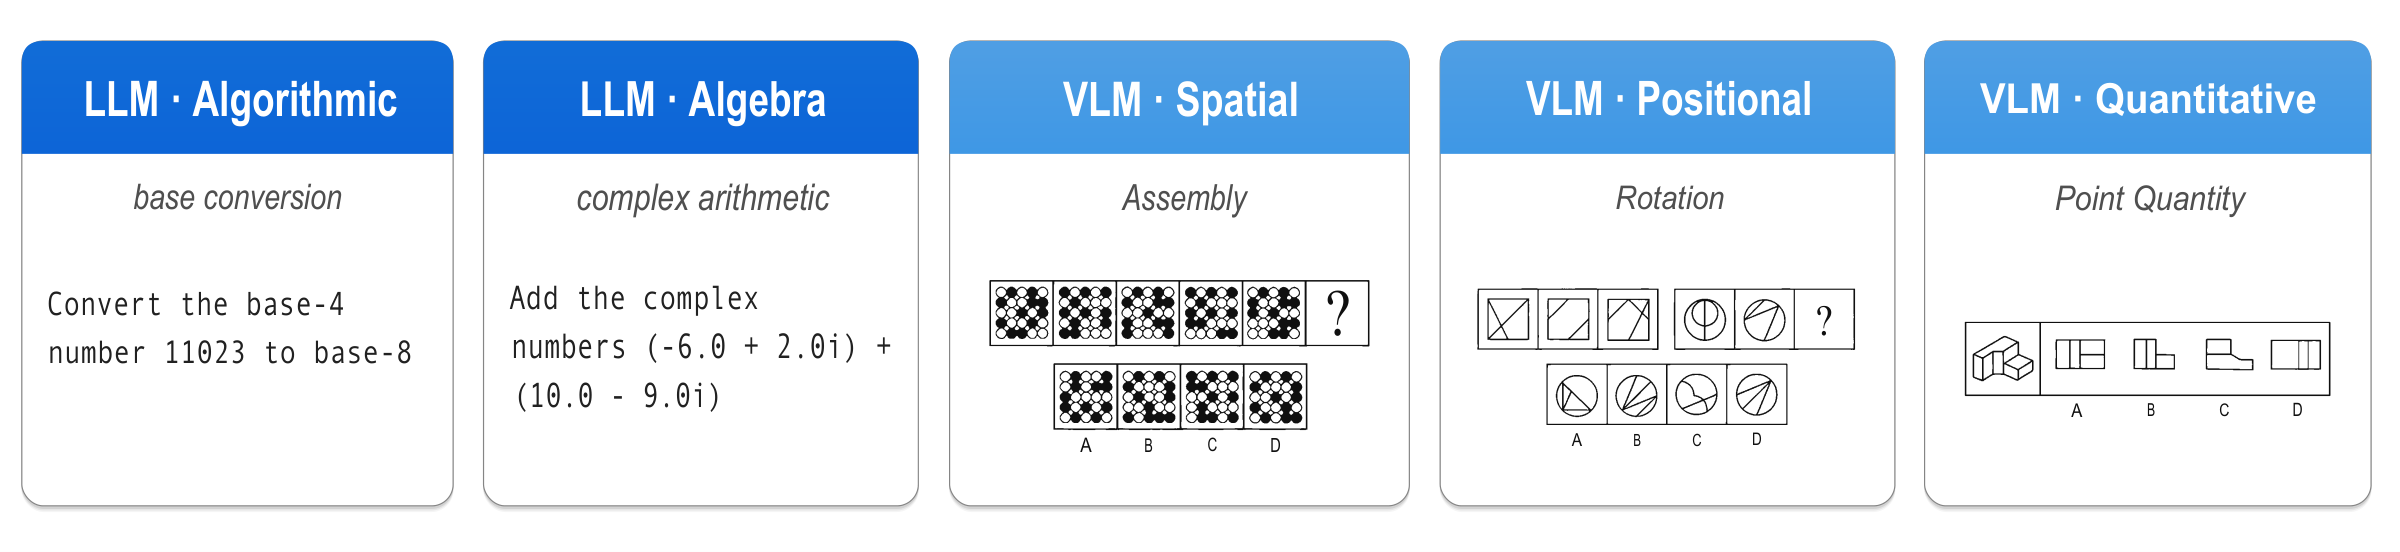 LLM · Algorithmic
base conversion
Convert the base-4
number 11023 to base-8
LLM · Algebra
complex arithmetic
Add the complex
numbers (-6.0 + 2.0i) +
(10.0 - 9.0i)
VLM · Spatial
Assembly
?
A B C D
VLM · Positional
Rotation
?
A B C D
VLM · Quantitative
Point Quantity
A B C D